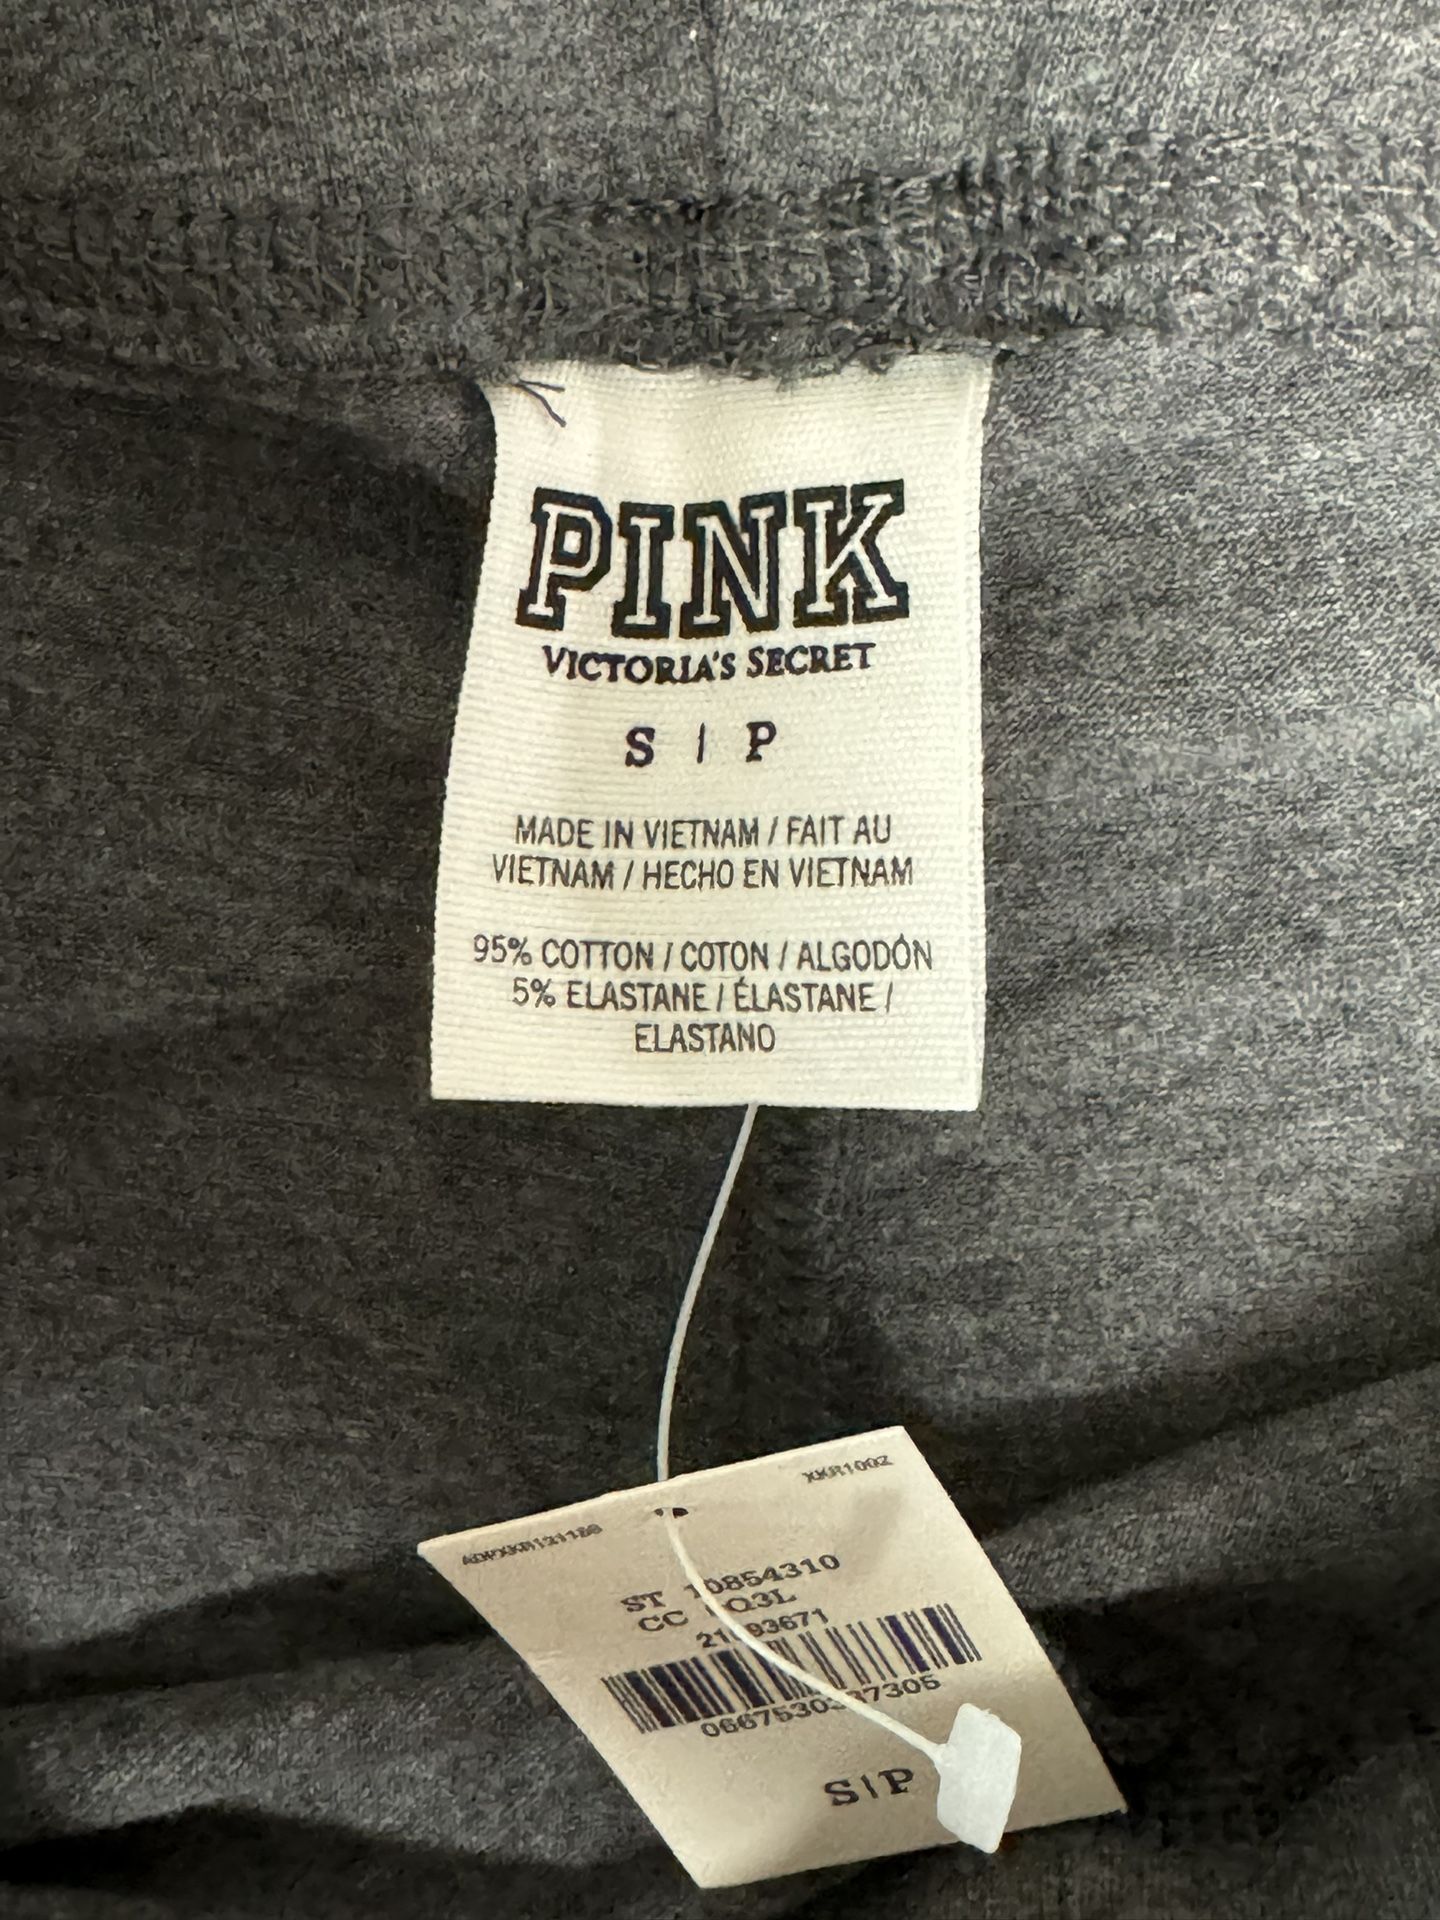 PINK
VICTORIA'S SECRET
S | P
MADE IN VIETNAM / FAIT AU
VIETNAM / HECHO EN VIETNAM
95% COTTON / COTON / ALGODÓN
5% ELASTANE / ÉLASTANE /
ELASTANO
XKR1002
ST 10854310
CC
S|P